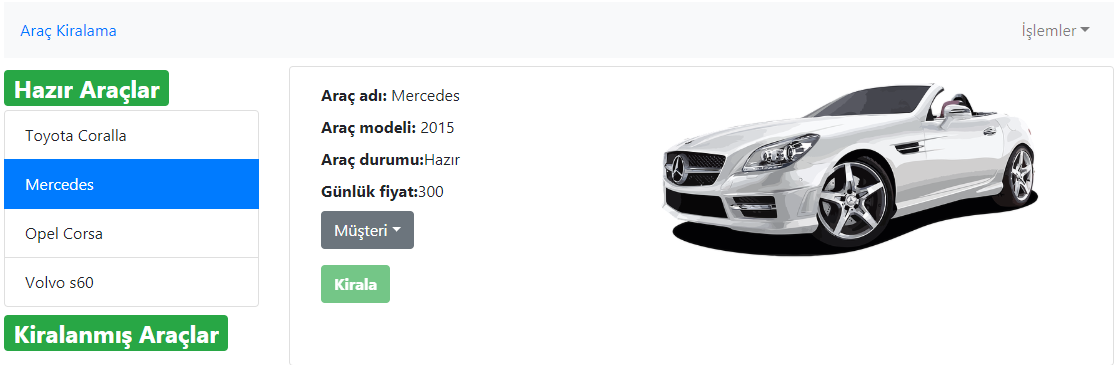 Araç Kiralama
İşlemler
Hazır Araçlar
Toyota Coralla
Mercedes
Opel Corsa
Volvo s60
Kiralanmış Araçlar
Araç adı: Mercedes
Araç modeli: 2015
Araç durumu:Hazır
Günlük fiyat:300
Müşteri
Kirala